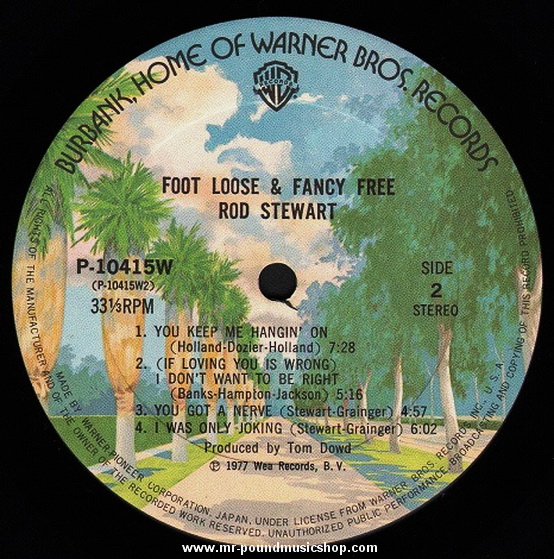 BURBANK, HOME OF WARNER BROS. RECORDS
WB
RECORDS
FOOT LOOSE & FANCY FREE
ROD STEWART
P-10415W
(P-10415W2)
33⅓RPM
SIDE
2
STEREO
1. YOU KEEP ME HANGIN' ON
(Holland-Dozier-Holland) 7:28
2. (IF LOVING YOU IS WRONG)
I DON'T WANT TO BE RIGHT
(Banks-Hampton-Jackson) 5:16
3. YOU GOT A NERVE (Stewart-Grainger) 4:57
4. I WAS ONLY JOKING (Stewart-Grainger) 6:02
Produced by Tom Dowd
℗ 1977 Wea Records, B. V.
MADE BY WARNER-PIONEER CORPORATION, JAPAN, UNDER LICENSE FROM WARNER BROS. RECORDS INC., U. S. A.
ALL RIGHTS OF THE MANUFACTURER AND OF THE OWNER OF THE RECORDED WORK RESERVED. UNAUTHORIZED PUBLIC PERFORMANCE, BROADCASTING AND COPYING OF THIS RECORD PROHIBITED.
www.mr-poundmusicshop.com